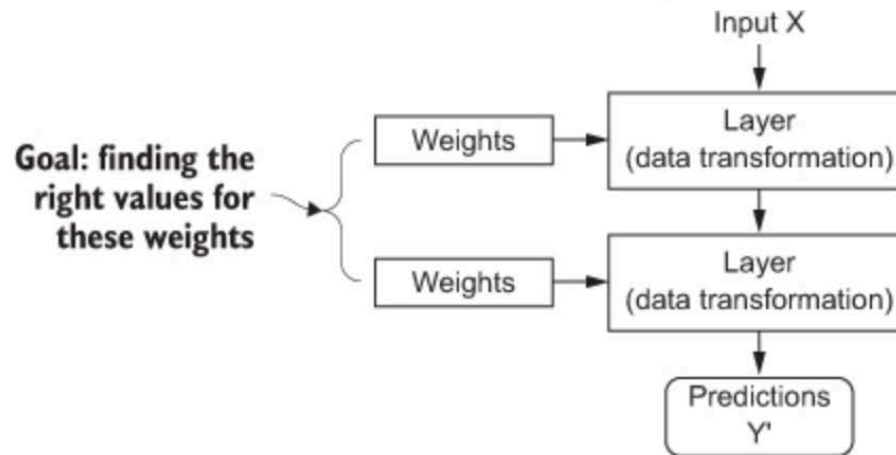 Input X
Weights
Layer
(data transformation)
Goal: finding the
right values for
these weights
Weights
Layer
(data transformation)
Predictions
Y'